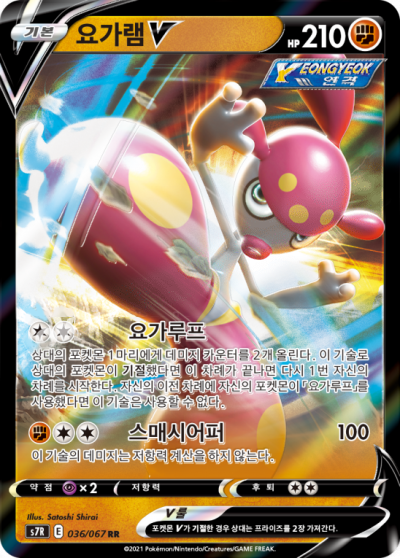 기본 요가램 V HP 210
YEONGYEOK
연격
요가루프
상대의 포켓몬 1마리에게 데미지 카운터를 2개 올린다. 이 기술로
상대의 포켓몬이 기절했다면 이 차례가 끝나면 다시 1번 자신의
차례를 시작한다. 자신의 이전 차례에 자신의 포켓몬이 「요가루프」를
사용했다면 이 기술은 사용할 수 없다.
스매시어퍼 100
이 기술의 데미지는 저항력 계산을 하지 않는다.
약점 ×2 저항력 후퇴
Illus. Satoshi Shirai
V룰
s7R E 036/067 RR
포켓몬 V가 기절한 경우 상대는 프라이즈를 2장 가져간다.
©2021 Pokémon/Nintendo/Creatures/GAME FREAK.